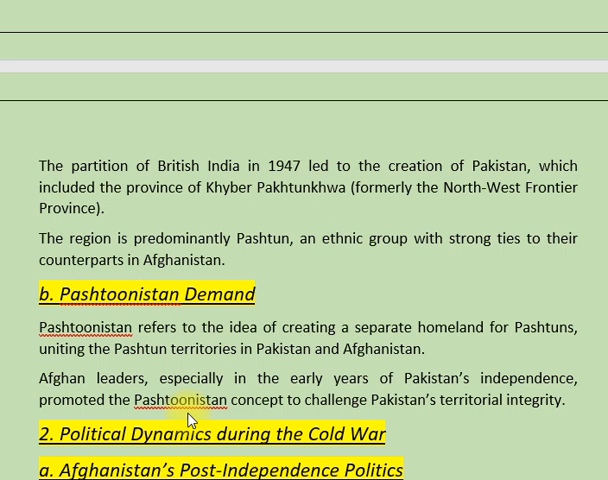 The partition of British India in 1947 led to the creation of Pakistan, which
included the province of Khyber Pakhtunkhwa (formerly the North-West Frontier
Province).
The region is predominantly Pashtun, an ethnic group with strong ties to their
counterparts in Afghanistan.
b. Pashtoonistan Demand
Pashtoonistan refers to the idea of creating a separate homeland for Pashtuns,
uniting the Pashtun territories in Pakistan and Afghanistan.
Afghan leaders, especially in the early years of Pakistan’s independence,
promoted the Pashtoonistan concept to challenge Pakistan’s territorial integrity.
2. Political Dynamics during the Cold War
a. Afghanistan’s Post-Independence Politics